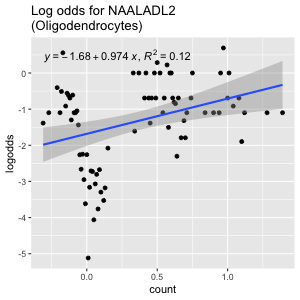 Log odds for NAALADL2
(Oligodendrocytes)
y = −1.68 + 0.974 x, R² = 0.12
0
-1
-2
-3
-4
-5
logodds
0.0
0.5
1.0
count